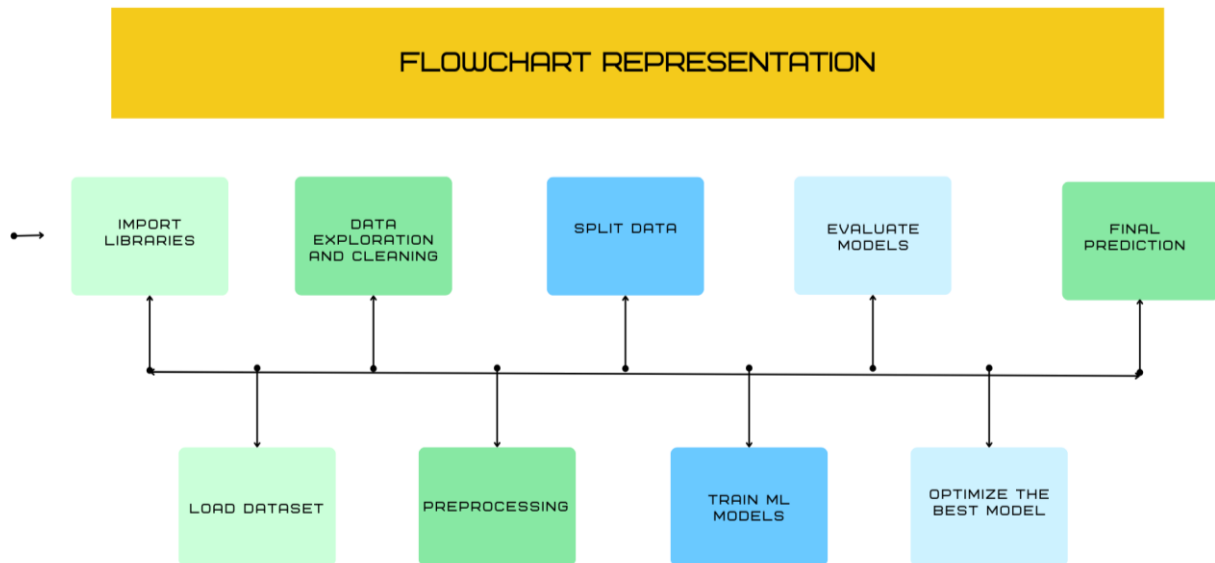 FLOWCHART REPRESENTATION
IMPORT
LIBRARIES
DATA
EXPLORATION
AND CLEANING
SPLIT DATA
EVALUATE
MODELS
FINAL
PREDICTION
LOAD DATASET
PREPROCESSING
TRAIN ML
MODELS
OPTIMIZE THE
BEST MODEL